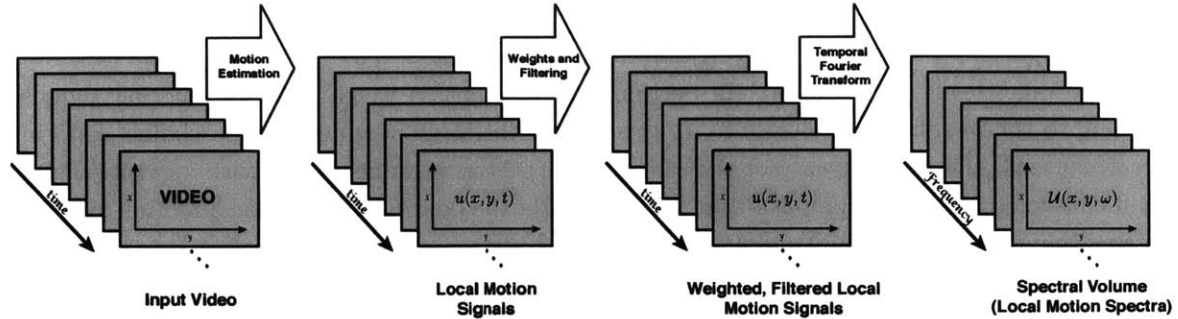 Motion
Estimation
Weights and
Filtering
Temporal
Fourier
Transform
time
x
VIDEO
y
time
x
u(x, y, t)
y
time
x
u(x, y, t)
y
Frequency
x
𝒰(x, y, ω)
y
Input Video
Local Motion
Signals
Weighted, Filtered Local
Motion Signals
Spectral Volume
(Local Motion Spectra)